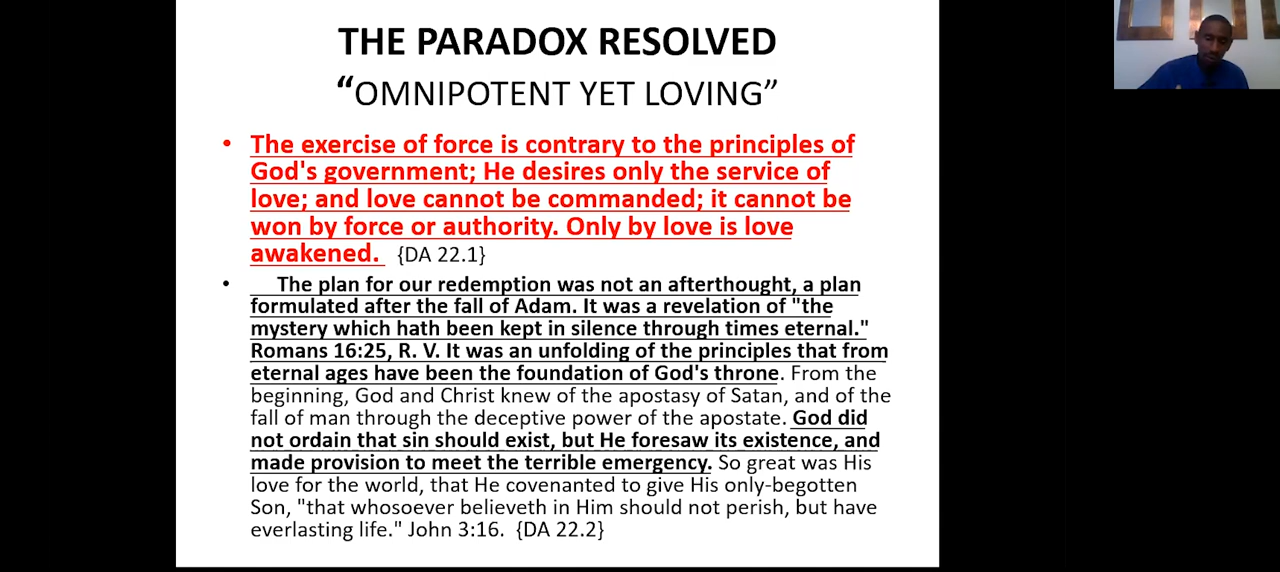 THE PARADOX RESOLVED
“OMNIPOTENT YET LOVING”
• The exercise of force is contrary to the principles of
God's government; He desires only the service of
love; and love cannot be commanded; it cannot be
won by force or authority. Only by love is love
awakened. {DA 22.1}
• The plan for our redemption was not an afterthought, a plan
formulated after the fall of Adam. It was a revelation of "the
mystery which hath been kept in silence through times eternal."
Romans 16:25, R. V. It was an unfolding of the principles that from
eternal ages have been the foundation of God's throne. From the
beginning, God and Christ knew of the apostasy of Satan, and of the
fall of man through the deceptive power of the apostate. God did
not ordain that sin should exist, but He foresaw its existence, and
made provision to meet the terrible emergency. So great was His
love for the world, that He covenanted to give His only-begotten
Son, "that whosoever believeth in Him should not perish, but have
everlasting life." John 3:16. {DA 22.2}